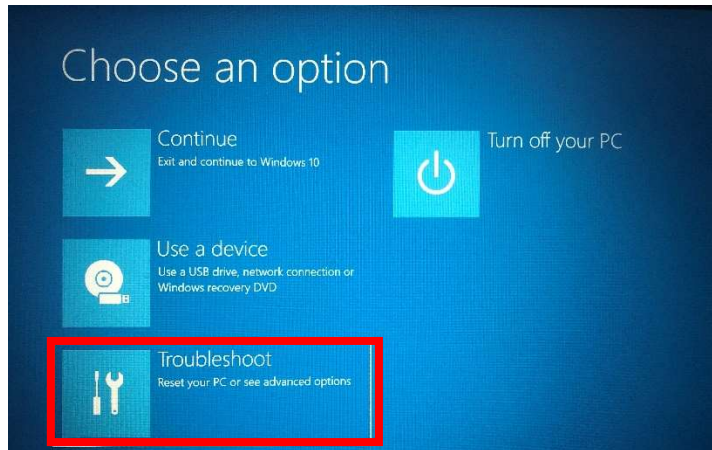 Choose an option
Continue
Exit and continue to Windows 10
Turn off your PC
Use a device
Use a USB drive, network connection or
Windows recovery DVD
Troubleshoot
Reset your PC or see advanced options